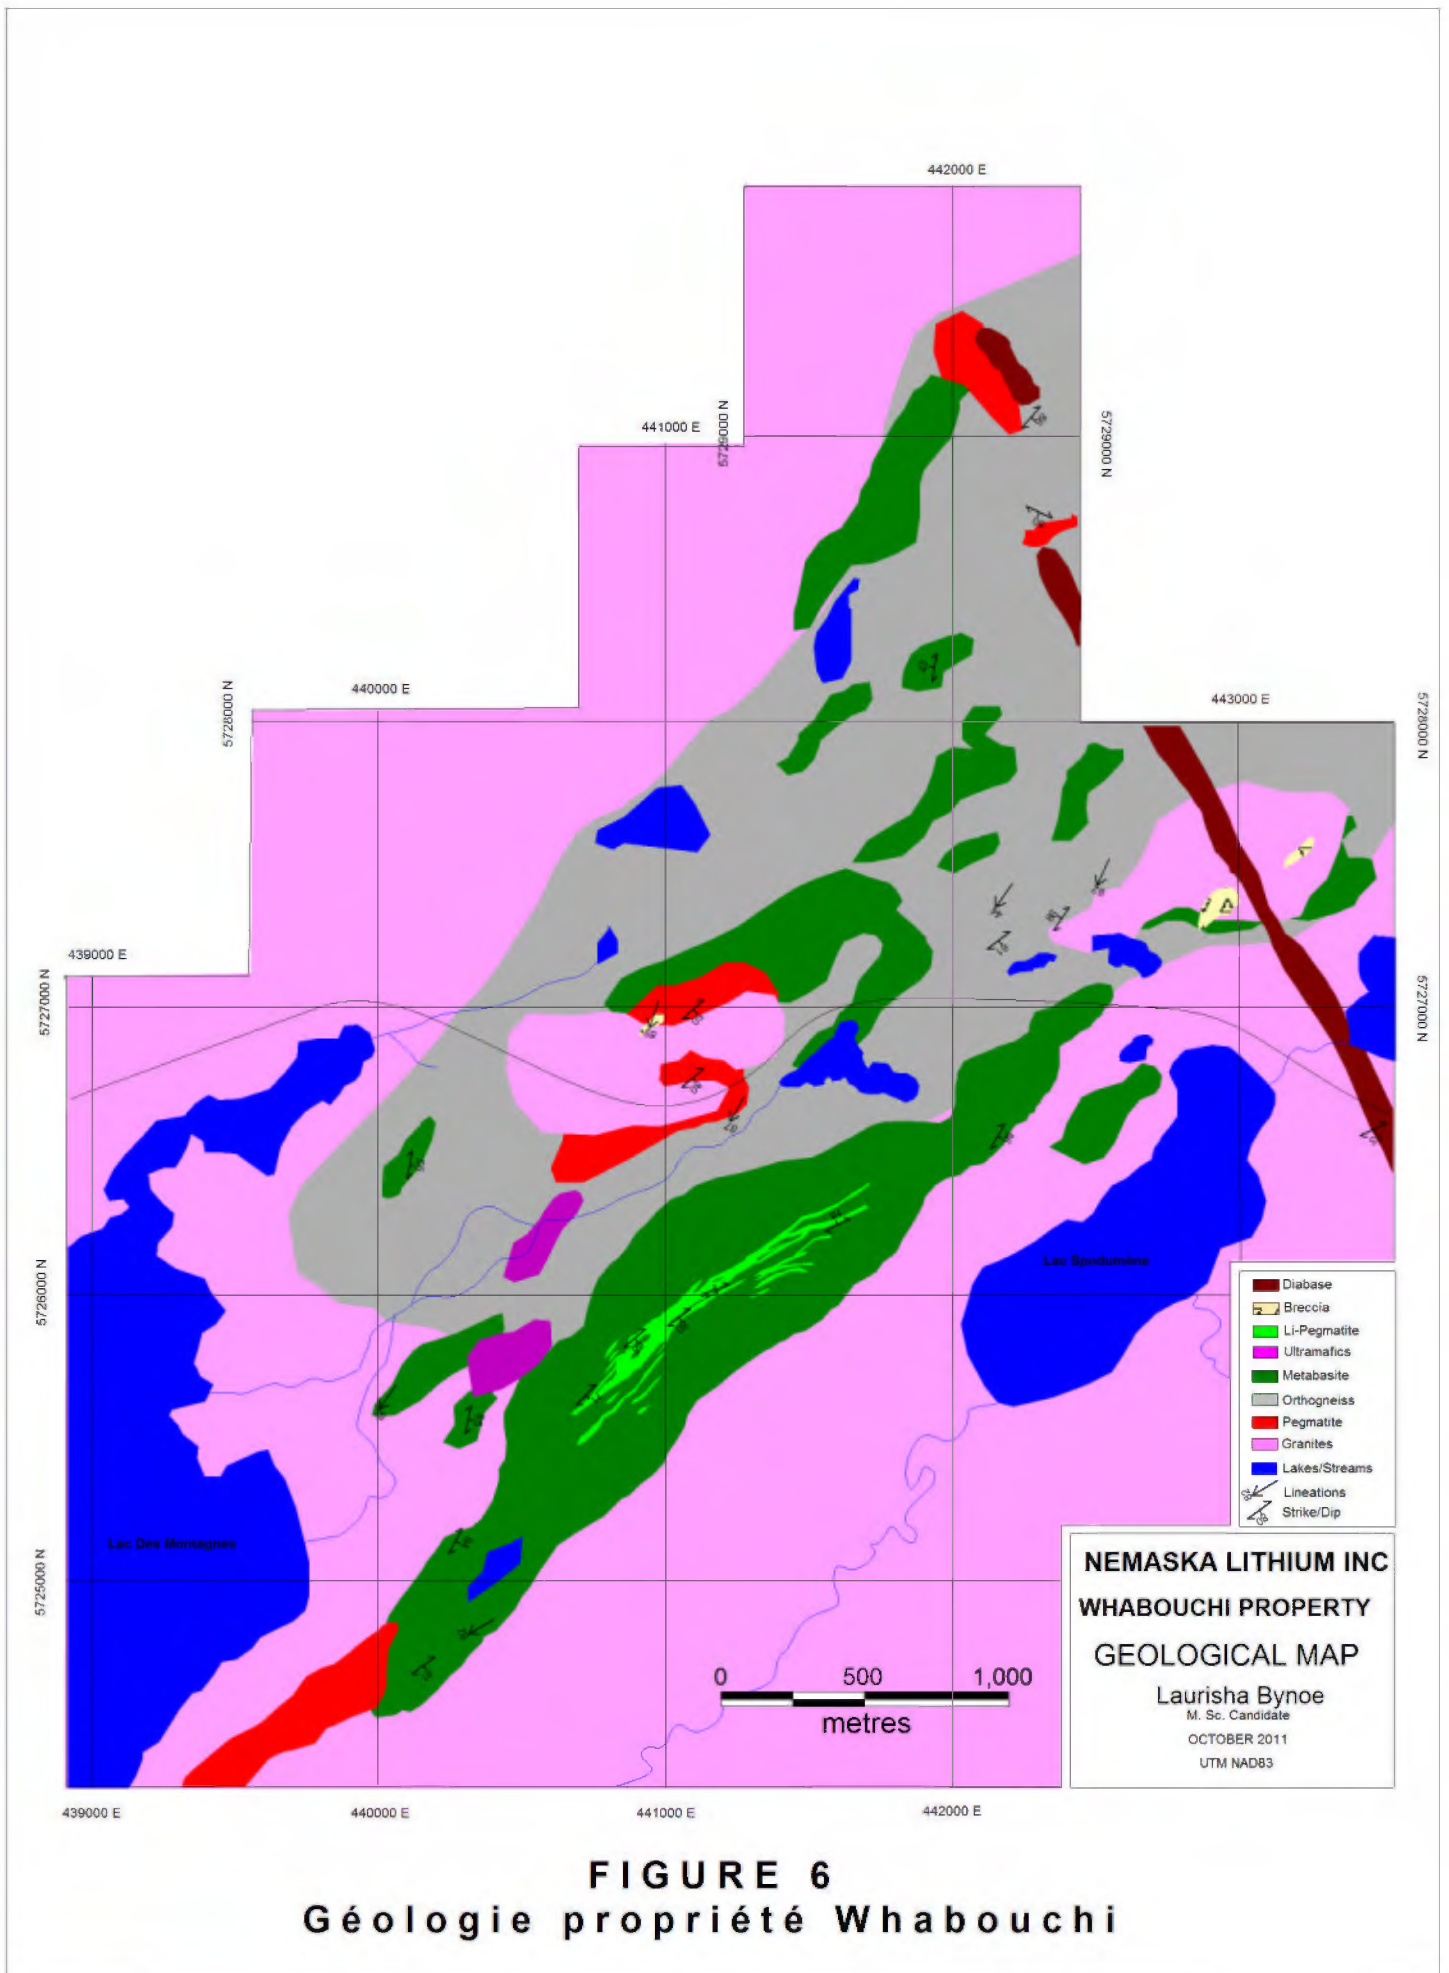 442000 E
441000 E
5729000 N
5729000 N
440000 E
5728000 N
443000 E
5728000 N
439000 E
5727000 N
5727000 N
5726000 N
Lac Spodumène
Diabase
Breccia
Li-Pegmatite
Ultramafics
Metabasite
Orthogneiss
Pegmatite
Granites
Lakes/Streams
Lineations
Strike/Dip
Lac Des Montagnes
5725000 N
NEMASKA LITHIUM INC
WHABOUCHI PROPERTY
GEOLOGICAL MAP
Laurisha Bynoe
M. Sc. Candidate
OCTOBER 2011
UTM NAD83
0 500 1,000
metres
439000 E 440000 E 441000 E 442000 E
FIGURE 6
Géologie propriété Whabouchi